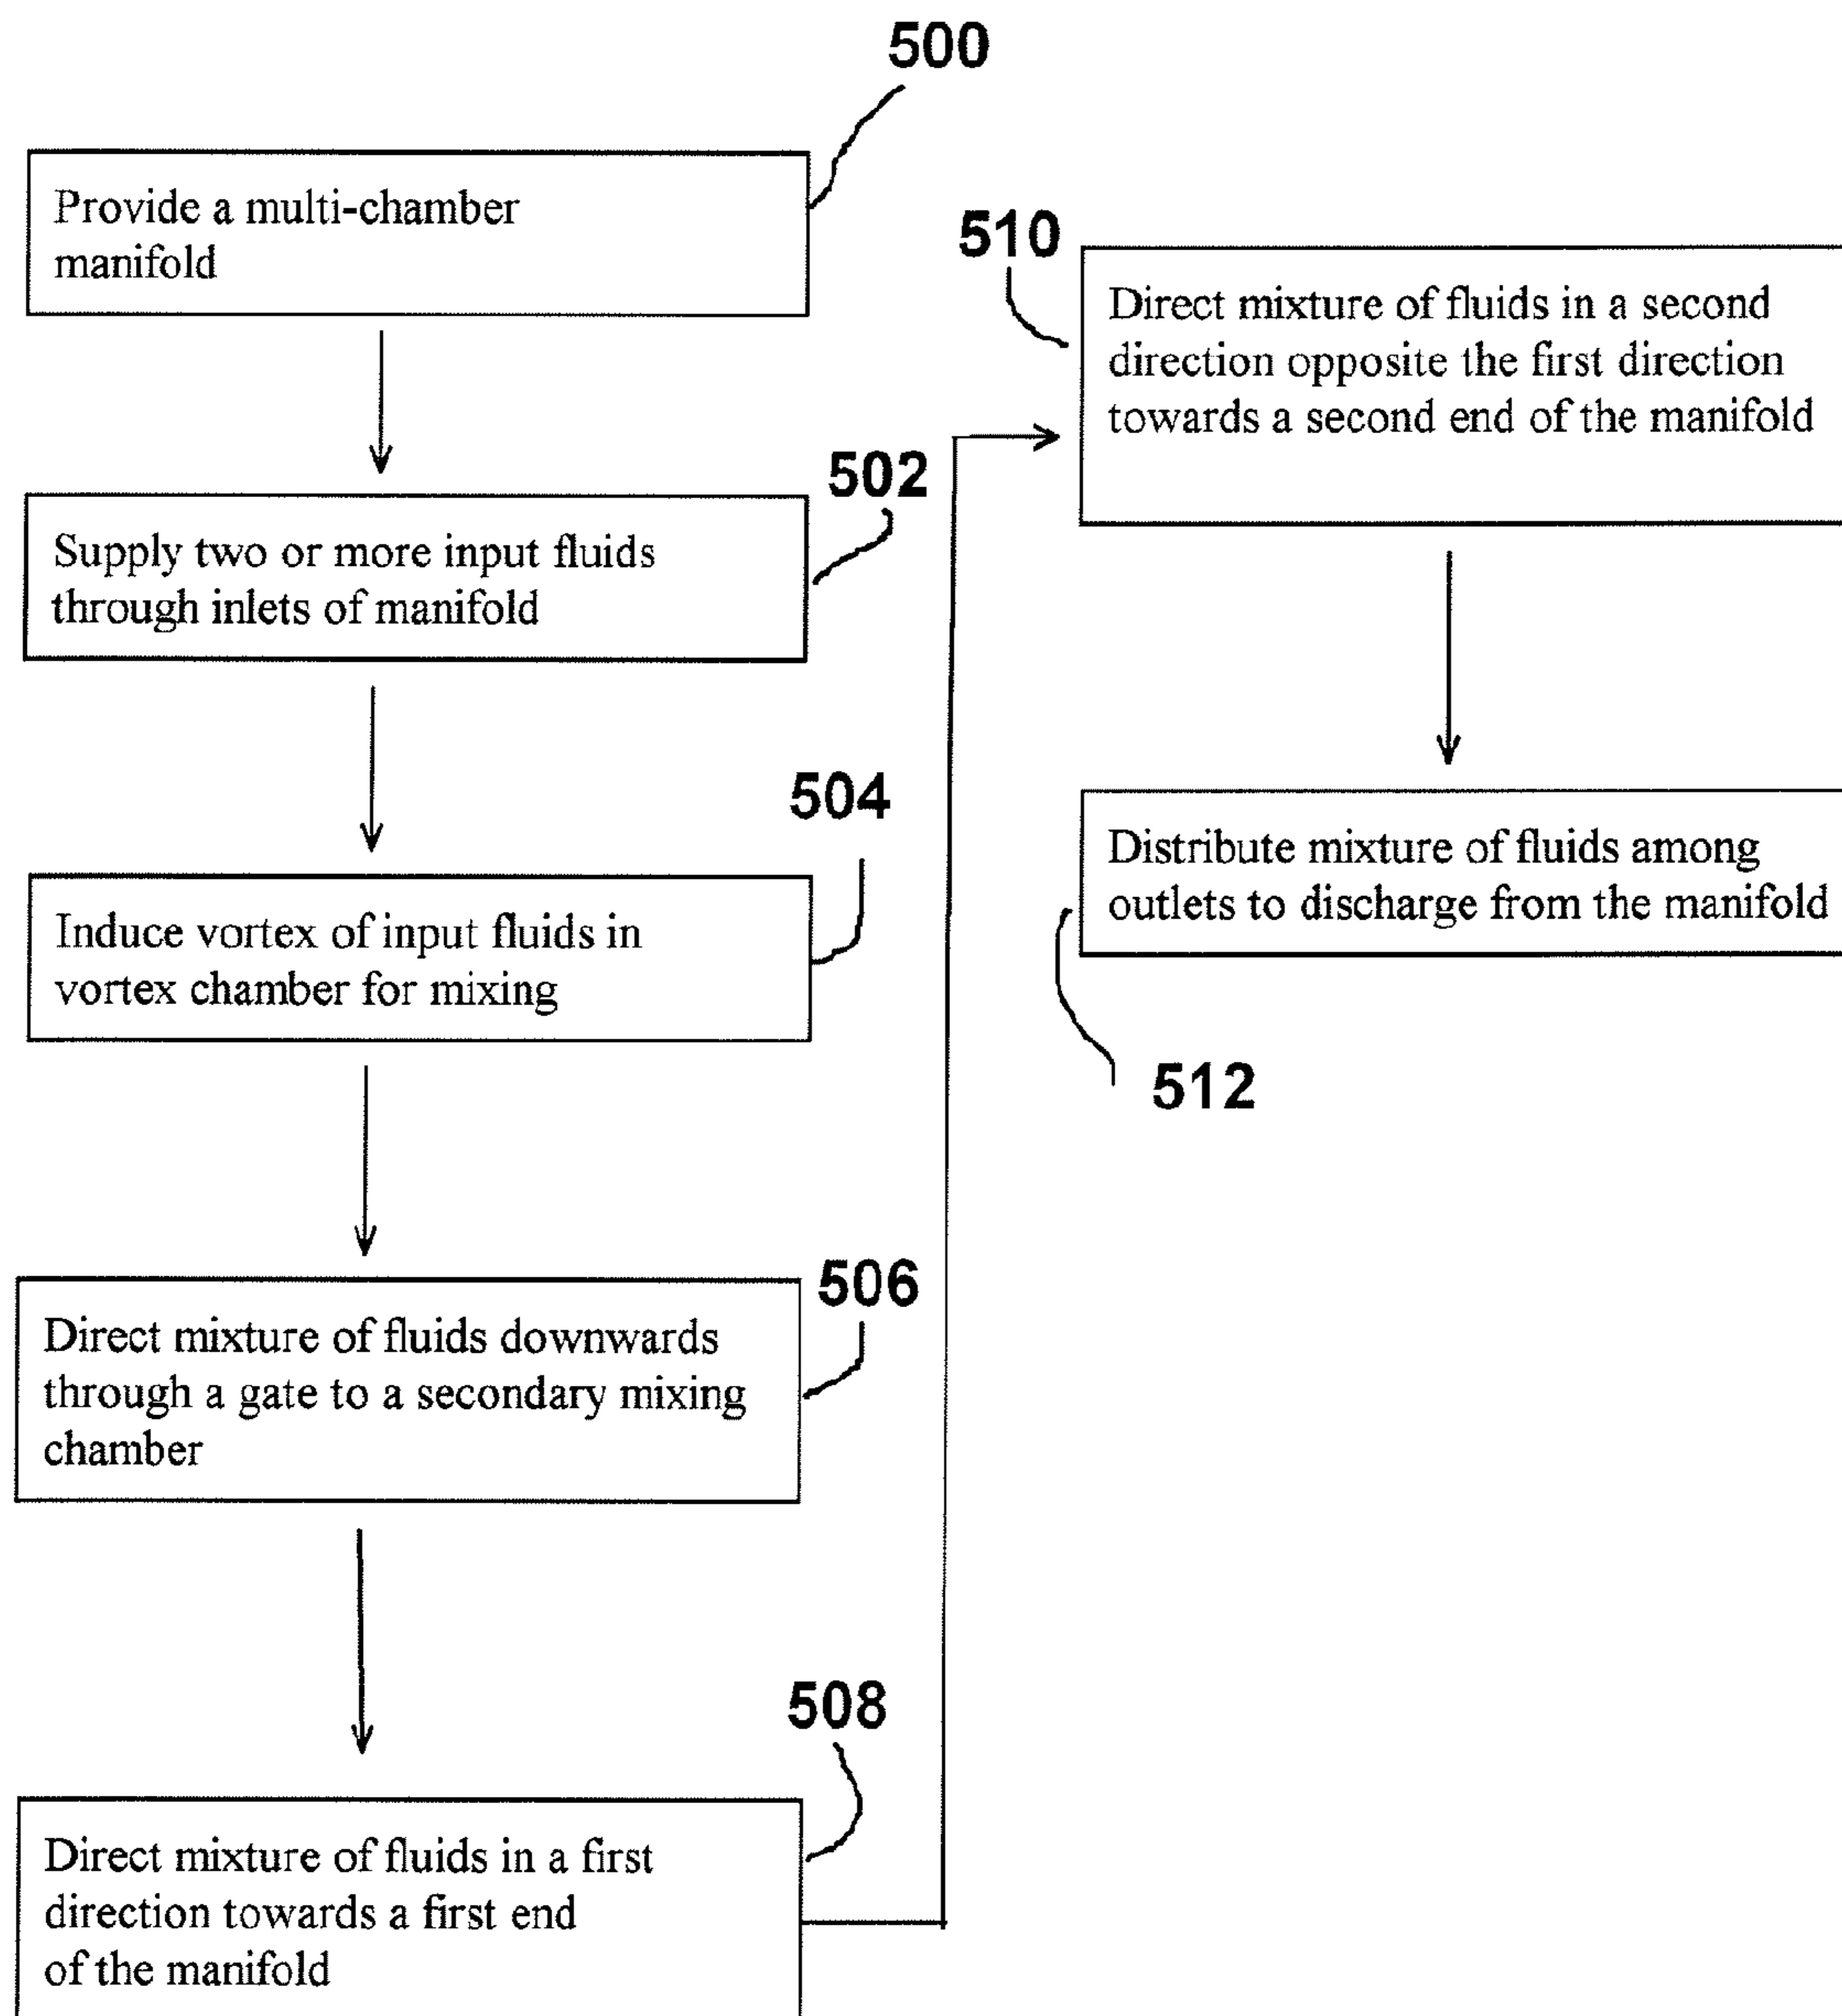 500
Provide a multi-chamber
manifold
502
Supply two or more input fluids
through inlets of manifold
504
Induce vortex of input fluids in
vortex chamber for mixing
506
Direct mixture of fluids downwards
through a gate to a secondary mixing
chamber
508
Direct mixture of fluids in a first
direction towards a first end
of the manifold
510
Direct mixture of fluids in a second
direction opposite the first direction
towards a second end of the manifold
Distribute mixture of fluids among
outlets to discharge from the manifold
512